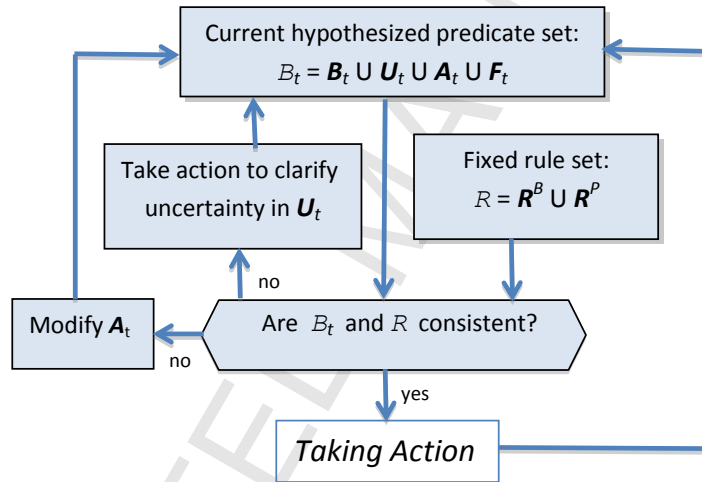 Current hypothesized predicate set:
B_t = B_t U U_t U A_t U F_t
Take action to clarify
uncertainty in U_t
Fixed rule set:
R = R^B U R^P
no
Are B_t and R consistent?
Modify A_t
no
yes
Taking Action